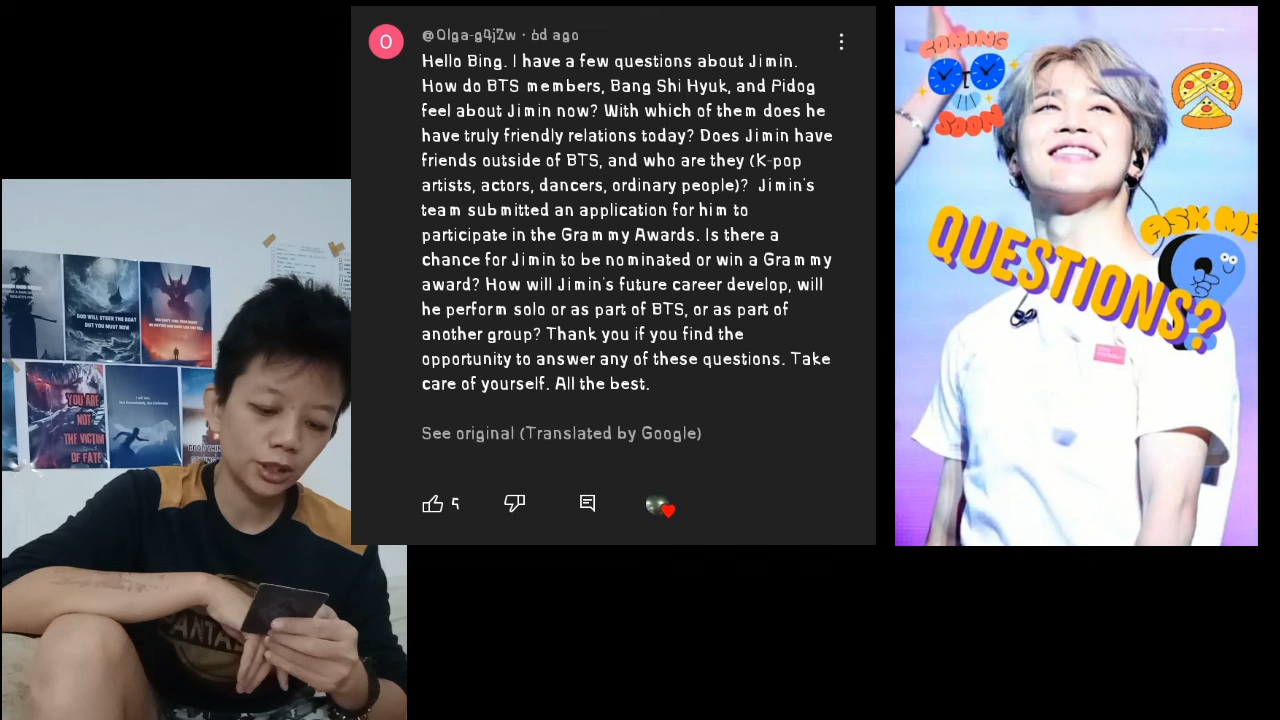 @Olga-g4jZw · 6d ago
Hello Bing. I have a few questions about Jimin.
How do BTS members, Bang Shi Hyuk, and Pidog
feel about Jimin now? With which of them does he
have truly friendly relations today? Does Jimin have
friends outside of BTS, and who are they (K-pop
artists, actors, dancers, ordinary people)? Jimin's
team submitted an application for him to
participate in the Grammy Awards. Is there a
chance for Jimin to be nominated or win a Grammy
award? How will Jimin's future career develop, will
he perform solo or as part of BTS, or as part of
another group? Thank you if you find the
opportunity to answer any of these questions. Take
care of yourself. All the best.
See original (Translated by Google)
5
O
COMING
SOON
ASK ME
QUESTIONS?
GOD WILL STEER THE BOAT
BUT YOU MUST ROW
YOU ARE
NOT
THE VICTIM
OF FATE